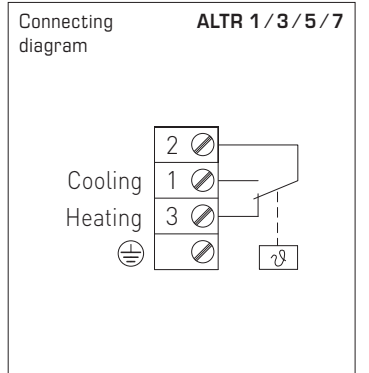 Connecting ALTR 1/3/5/7
diagram
2
Cooling 1
Heating 3
ϑ